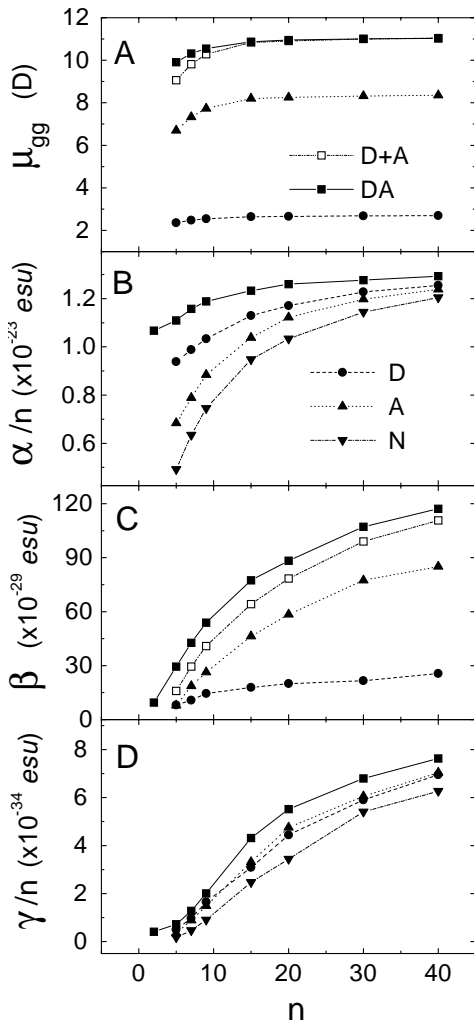 A
μgg (D)
12
10
8
6
4
2
D+A
DA
B
α/n (x10⁻²³ esu)
1.2
1.0
0.8
0.6
D
A
N
C
β (x10⁻²⁹ esu)
120
90
60
30
0
D
γ/n (x10⁻³⁴ esu)
8
6
4
2
0
0 10 20 30 40
n